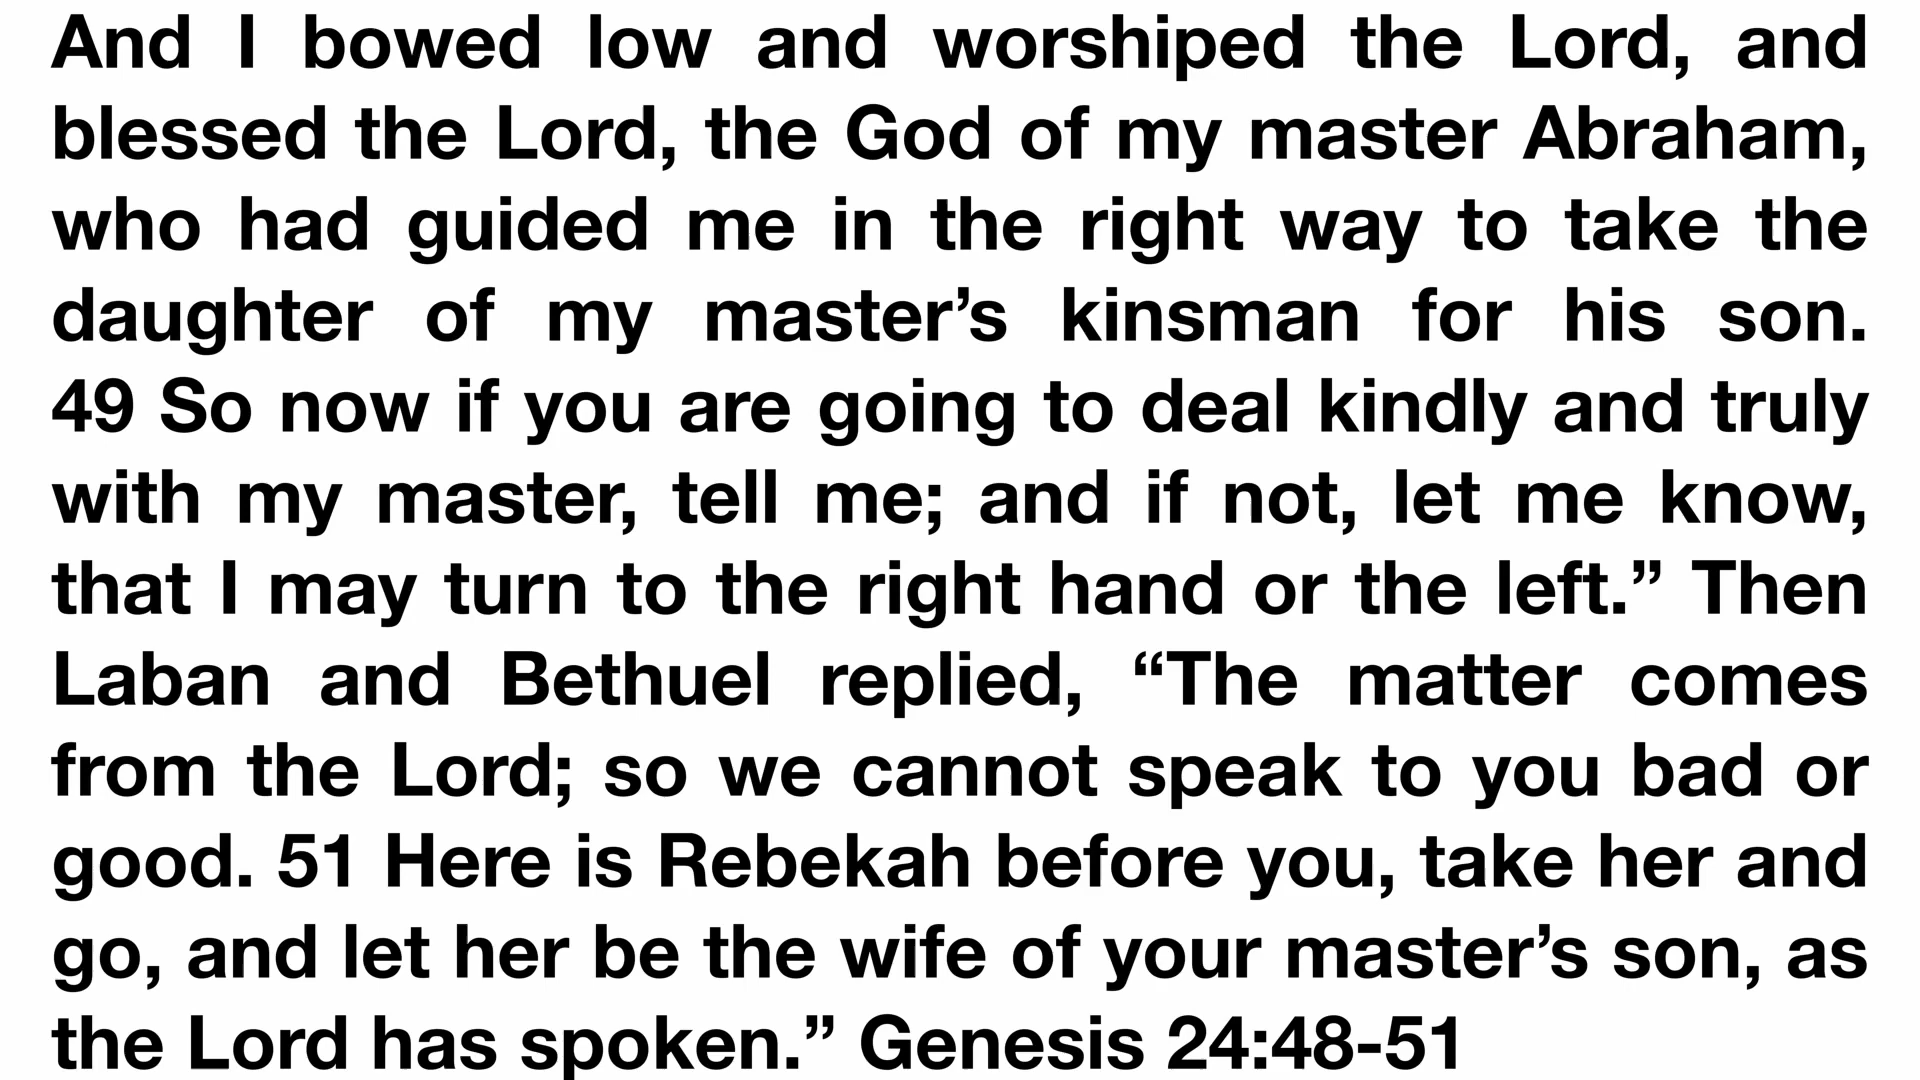 And I bowed low and worshiped the Lord, and
blessed the Lord, the God of my master Abraham,
who had guided me in the right way to take the
daughter of my master’s kinsman for his son.
49 So now if you are going to deal kindly and truly
with my master, tell me; and if not, let me know,
that I may turn to the right hand or the left.” Then
Laban and Bethuel replied, “The matter comes
from the Lord; so we cannot speak to you bad or
good. 51 Here is Rebekah before you, take her and
go, and let her be the wife of your master’s son, as
the Lord has spoken.” Genesis 24:48-51